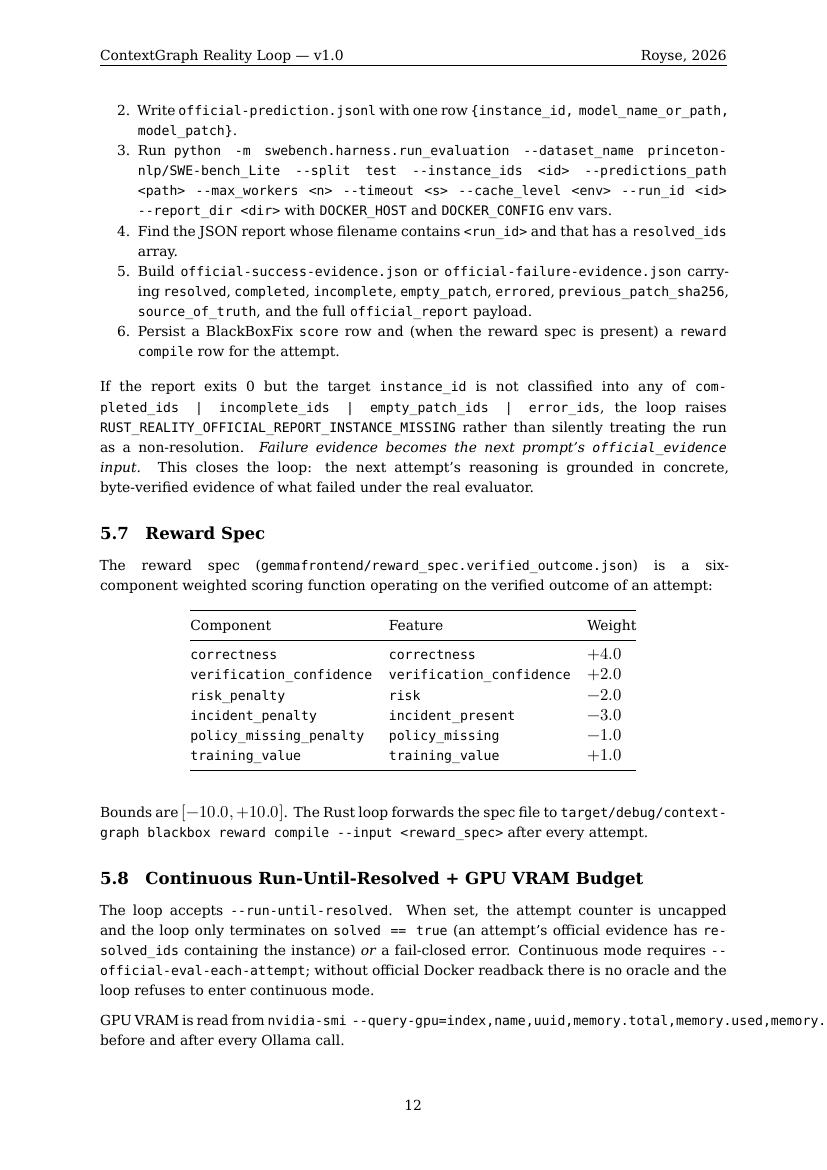 ContextGraph Reality Loop — v1.0 Royse, 2026
2. Write official-prediction.jsonl with one row {instance_id, model_name_or_path,
model_patch}.
3. Run python -m swebench.harness.run_evaluation --dataset_name princeton-
nlp/SWE-bench_Lite --split test --instance_ids <id> --predictions_path
<path> --max_workers <n> --timeout <s> --cache_level <env> --run_id <id>
--report_dir <dir> with DOCKER_HOST and DOCKER_CONFIG env vars.
4. Find the JSON report whose filename contains <run_id> and that has a resolved_ids
array.
5. Build official-success-evidence.json or official-failure-evidence.json carry-
ing resolved, completed, incomplete, empty_patch, errored, previous_patch_sha256,
source_of_truth, and the full official_report payload.
6. Persist a BlackBoxFix score row and (when the reward spec is present) a reward
compile row for the attempt.
If the report exits 0 but the target instance_id is not classified into any of com-
pleted_ids | incomplete_ids | empty_patch_ids | error_ids, the loop raises
RUST_REALITY_OFFICIAL_REPORT_INSTANCE_MISSING rather than silently treating the run
as a non-resolution. Failure evidence becomes the next prompt's official_evidence
input. This closes the loop: the next attempt's reasoning is grounded in concrete,
byte-verified evidence of what failed under the real evaluator.
5.7 Reward Spec
The reward spec (gemmafrontend/reward_spec.verified_outcome.json) is a six-
component weighted scoring function operating on the verified outcome of an attempt:
Component Feature Weight
correctness correctness +4.0
verification_confidence verification_confidence +2.0
risk_penalty risk −2.0
incident_penalty incident_present −3.0
policy_missing_penalty policy_missing −1.0
training_value training_value +1.0
Bounds are [−10.0, +10.0]. The Rust loop forwards the spec file to target/debug/context-
graph blackbox reward compile --input <reward_spec> after every attempt.
5.8 Continuous Run-Until-Resolved + GPU VRAM Budget
The loop accepts --run-until-resolved. When set, the attempt counter is uncapped
and the loop only terminates on solved == true (an attempt's official evidence has re-
solved_ids containing the instance) or a fail-closed error. Continuous mode requires --
official-eval-each-attempt; without official Docker readback there is no oracle and the
loop refuses to enter continuous mode.
GPU VRAM is read from nvidia-smi --query-gpu=index,name,uuid,memory.total,memory.used,memory.
before and after every Ollama call.
12